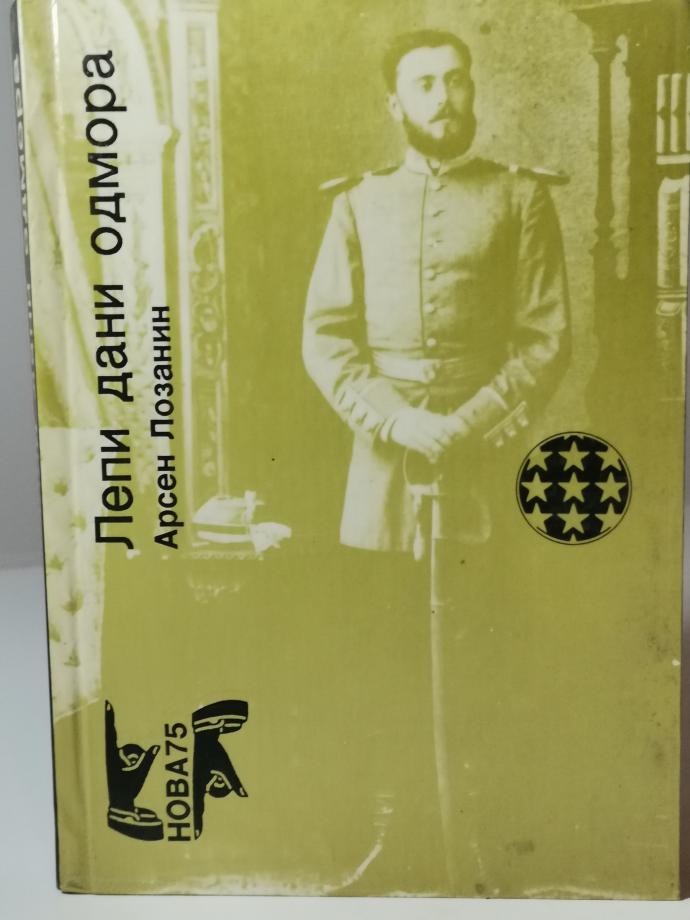 Лепи дани одмора
Арсен Лозанин
НОВА75